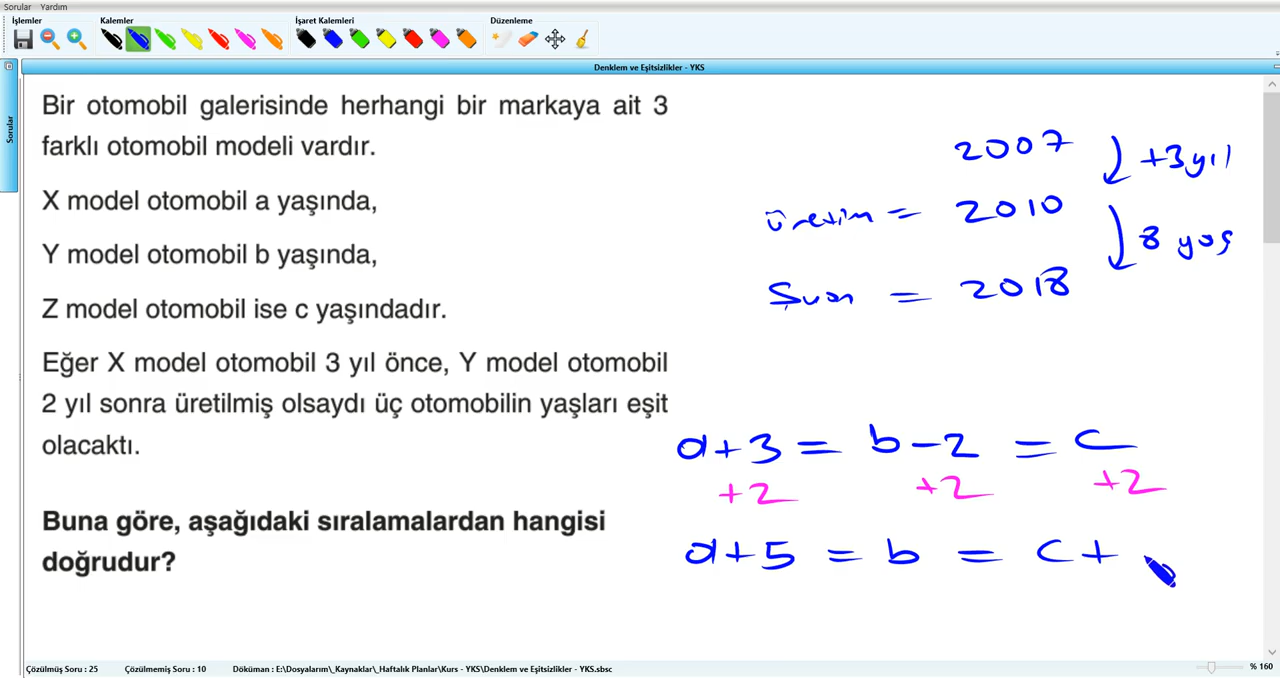 Sorular Yardım
İşlemler Kalemler İşaret Kalemleri Düzenleme
Denklem ve Eşitsizlikler - YKS
Sorular
Bir otomobil galerisinde herhangi bir markaya ait 3
farklı otomobil modeli vardır.
X model otomobil a yaşında,
Y model otomobil b yaşında,
Z model otomobil ise c yaşındadır.
Eğer X model otomobil 3 yıl önce, Y model otomobil
2 yıl sonra üretilmiş olsaydı üç otomobilin yaşları eşit
olacaktı.
Buna göre, aşağıdaki sıralamalardan hangisi
doğrudur?
2007 +3 yıl
üretim = 2010
8 yaş
Şuan = 2018
a+3 = b-2 = c
+2 +2 +2
a+5 = b = c+
Çözülmüş Soru : 25 Çözülmemiş Soru : 10 Döküman : E:\Dosyalarım\_Kaynaklar\_Haftalık Planlar\Kurs - YKS\Denklem ve Eşitsizlikler - YKS.sbsc % 160